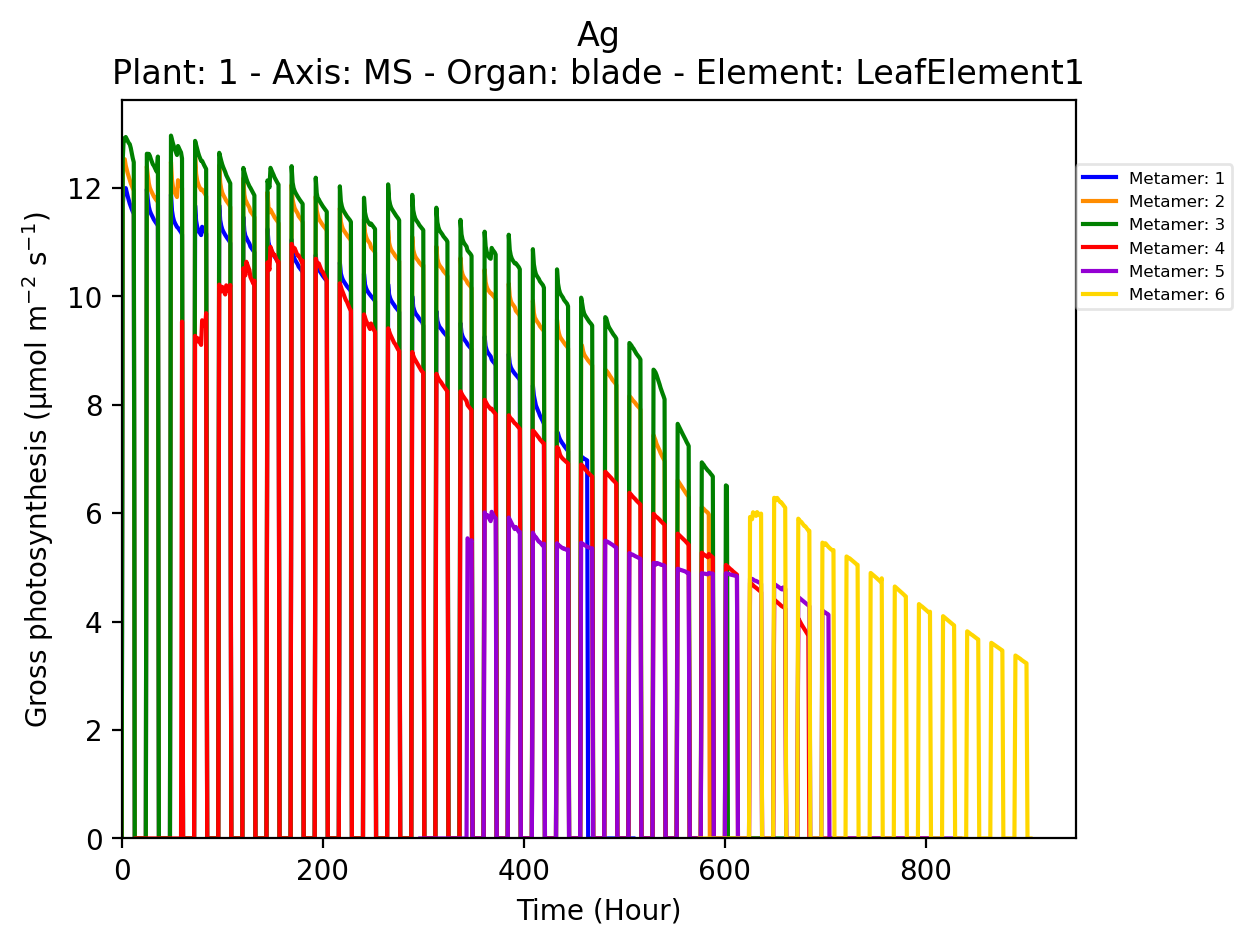 Ag
Plant: 1 - Axis: MS - Organ: blade - Element: LeafElement1
Gross photosynthesis (µmol m⁻² s⁻¹)
12
10
8
6
4
2
0
0 200 400 600 800
Time (Hour)
Metamer: 1
Metamer: 2
Metamer: 3
Metamer: 4
Metamer: 5
Metamer: 6